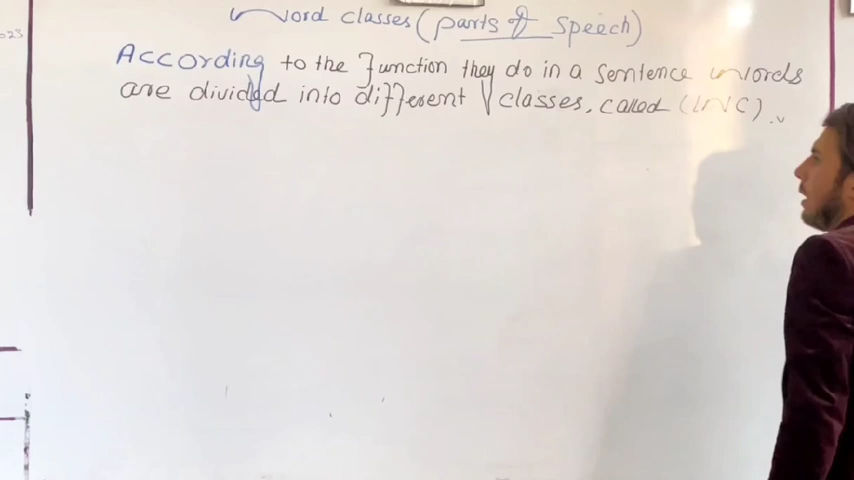 023
Word classes (parts of speech)
According to the function they do in a sentence words
are divided into different classes, called (WC).